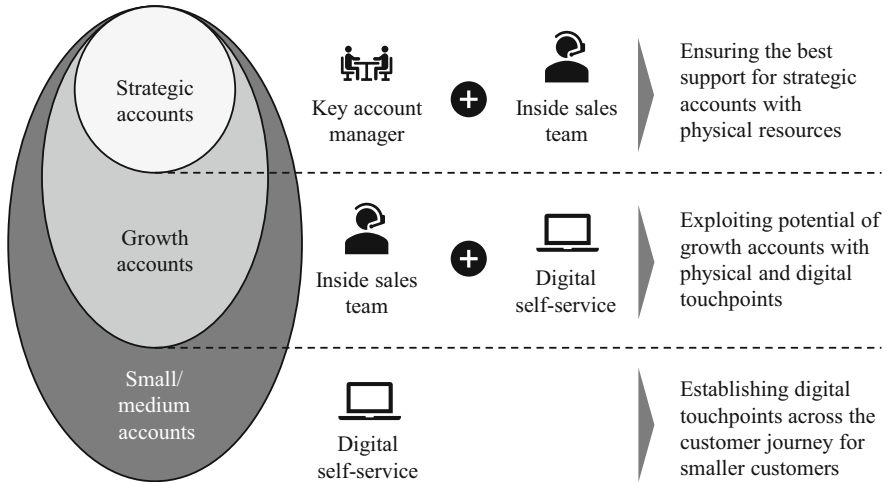 Strategic
accounts
Key account
manager
Inside sales
team
Ensuring the best
support for strategic
accounts with
physical resources
Growth
accounts
Inside sales
team
Digital
self-service
Exploiting potential of
growth accounts with
physical and digital
touchpoints
Small/
medium
accounts
Digital
self-service
Establishing digital
touchpoints across the
customer journey for
smaller customers